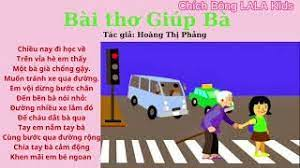 Chích Bông LALA Kids
Bài thơ Giúp Bà
Tác giả: Hoàng Thị Phảng
Chiều nay đi học về
Trên vỉa hè em thấy
Một bà già chống gậy.
Muốn tránh xe qua đường.
Em vội dừng bước chân
Đến bên bà nói nhỏ:
Đường nhiều xe lắm đó
Để cháu dắt bà qua
Tay em nắm tay bà
Cùng bước qua đường rộng
Chia tay bà cảm động
Khen mãi em bé ngoan